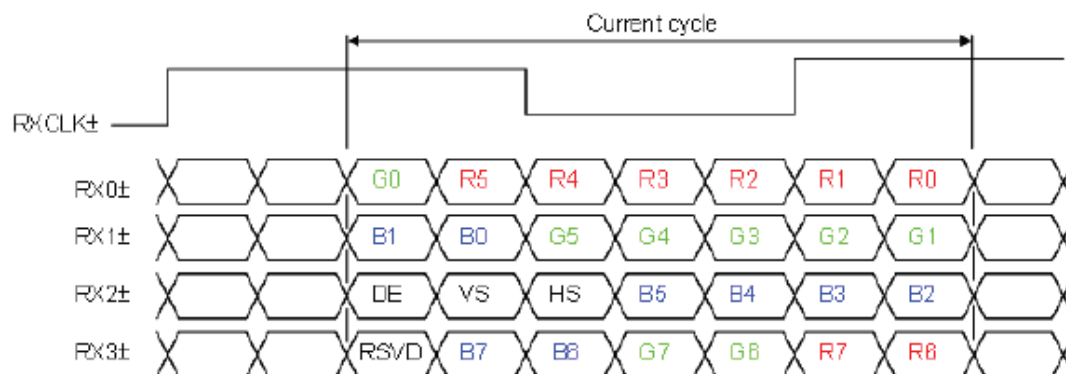 Current cycle
RXCLK±
RX0± G0 R5 R4 R3 R2 R1 R0
RX1± B1 B0 G5 G4 G3 G2 G1
RX2± DE VS HS B5 B4 B3 B2
RX3± RSVD B7 B6 G7 G6 R7 R6